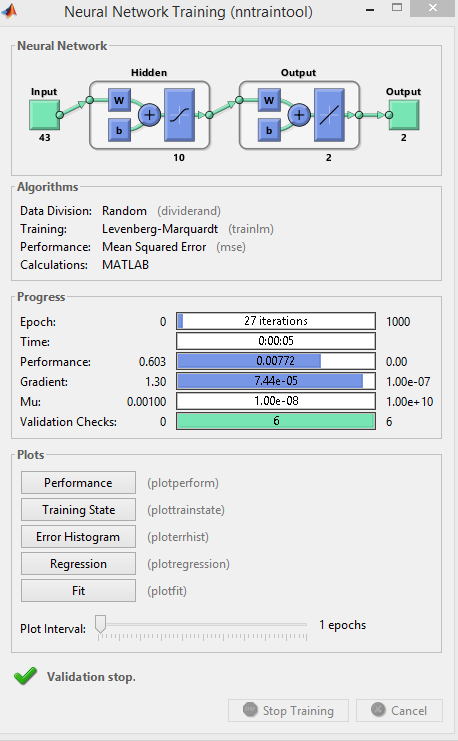 Neural Network Training (nntraintool)
Neural Network
Hidden Output
Input Output
W W
b b
43 10 2 2
Algorithms
Data Division: Random (dividerand)
Training: Levenberg-Marquardt (trainlm)
Performance: Mean Squared Error (mse)
Calculations: MATLAB
Progress
Epoch: 0 27 iterations 1000
Time: 0:00:05
Performance: 0.603 0.00772 0.00
Gradient: 1.30 7.44e-05 1.00e-07
Mu: 0.00100 1.00e-08 1.00e+10
Validation Checks: 0 6 6
Plots
Performance (plotperform)
Training State (plottrainstate)
Error Histogram (ploterrhist)
Regression (plotregression)
Fit (plotfit)
Plot Interval: 1 epochs
Validation stop.
Stop Training Cancel